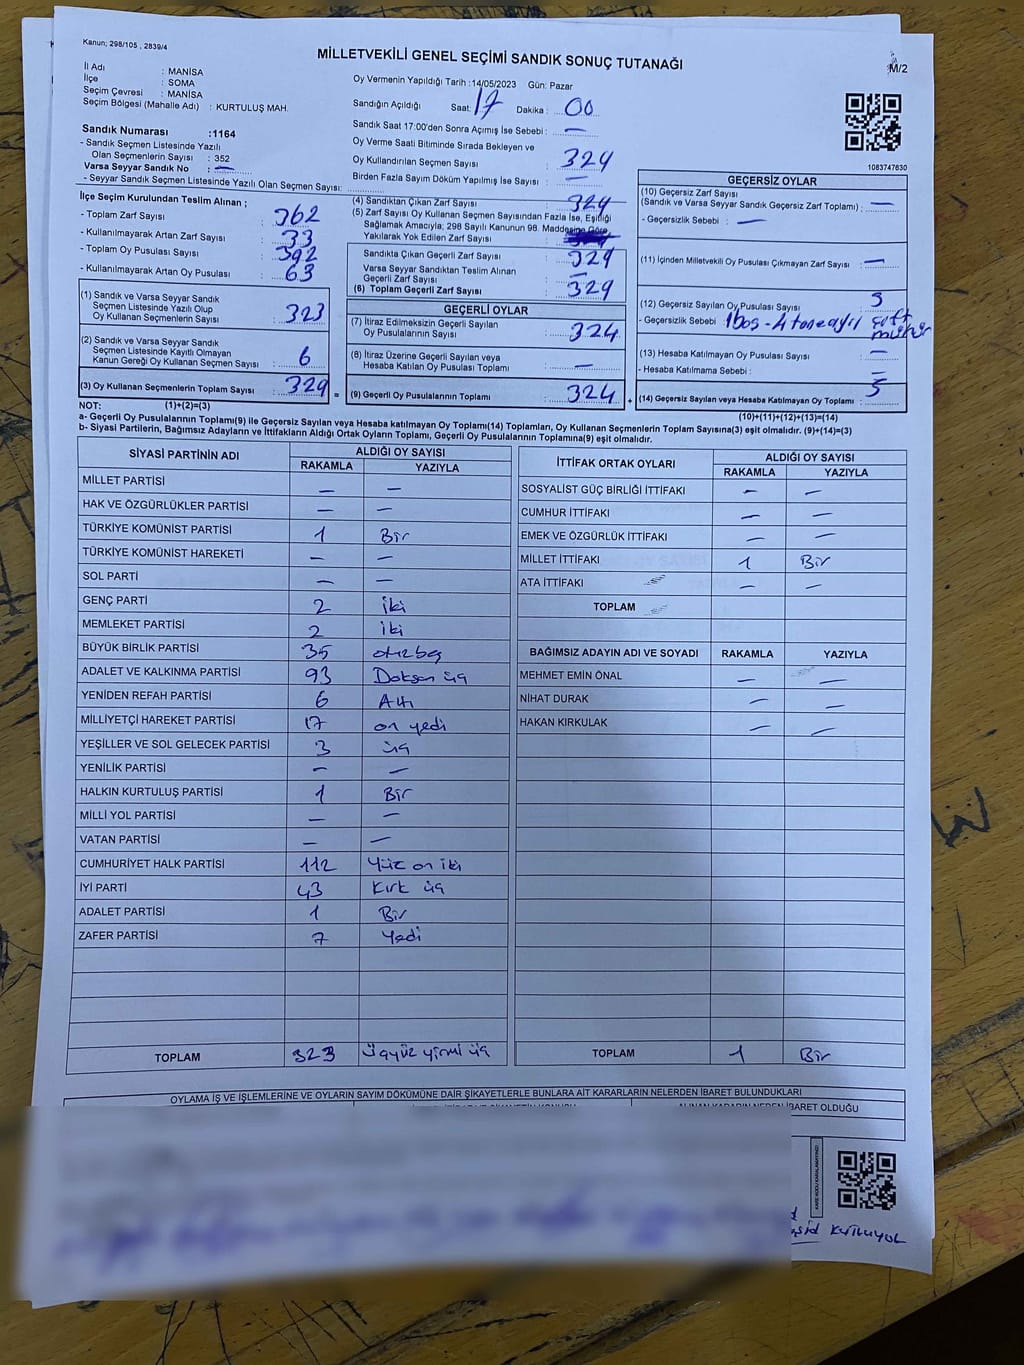 Kanun; 298/105 , 2839/4
MİLLETVEKİLİ GENEL SEÇİMİ SANDIK SONUÇ TUTANAĞI
M/2
İl Adı : MANİSA
İlçe : SOMA
Seçim Çevresi : MANİSA
Seçim Bölgesi (Mahalle Adı) : KURTULUŞ MAH.
Sandık Numarası :1164
- Sandık Seçmen Listesinde Yazılı
Olan Seçmenlerin Sayısı : 352
Varsa Seyyar Sandık No : —
- Seyyar Sandık Seçmen Listesinde Yazılı Olan Seçmen Sayısı:
Oy Vermenin Yapıldığı Tarih :14/05/2023 Gün: Pazar
Sandığın Açıldığı Saat: 17 Dakika : 00
Sandık Saat 17:00'den Sonra Açımış İse Sebebi : —
Oy Verme Saati Bitiminde Sırada Bekleyen ve
Oy Kullandırılan Seçmen Sayısı : 329
Birden Fazla Sayım Döküm Yapılmış İse Sayısı : —
1083747630
İlçe Seçim Kurulundan Teslim Alınan ;
- Toplam Zarf Sayısı : 362
- Kullanılmayarak Artan Zarf Sayısı : 33
- Toplam Oy Pusulası Sayısı : 392
- Kullanılmayarak Artan Oy Pusulası : 63
(1) Sandık ve Varsa Seyyar Sandık
Seçmen Listesinde Yazılı Olup
Oy Kullanan Seçmenlerin Sayısı : 323
(2) Sandık ve Varsa Seyyar Sandık
Seçmen Listesinde Kayıtlı Olmayan
Kanun Gereği Oy Kullanan Seçmen Sayısı : 6
(3) Oy Kullanan Seçmenlerin Toplam Sayısı : 329 =
(4) Sandıktan Çıkan Zarf Sayısı : 329
(5) Zarf Sayısı Oy Kullanan Seçmen Sayısından Fazla İse, Eşitliği
Sağlamak Amacıyla; 298 Sayılı Kanunun 98. Maddesine Göre
Yakılarak Yok Edilen Zarf Sayısı :
Sandıkta Çıkan Geçerli Zarf Sayısı : 329
Varsa Seyyar Sandıktan Teslim Alınan
Geçerli Zarf Sayısı : —
(6) Toplam Geçerli Zarf Sayısı : 329
GEÇERLİ OYLAR
(7) İtiraz Edilmeksizin Geçerli Sayılan
Oy Pusulalarının Sayısı : 324
(8) İtiraz Üzerine Geçerli Sayılan veya
Hesaba Katılan Oy Pusulası Toplamı : —
(9) Geçerli Oy Pusulalarının Toplamı : 324 +
GEÇERSİZ OYLAR
(10) Geçersiz Zarf Sayısı
(Sandık ve Varsa Seyyar Sandık Geçersiz Zarf Toplamı) : —
- Geçersizlik Sebebi : —
(11) İçinden Milletvekili Oy Pusulası Çıkmayan Zarf Sayısı : —
(12) Geçersiz Sayılan Oy Pusulası Sayısı : 5
- Geçersizlik Sebebi : 1 boş - 4 tane ayrı çift
mühür
(13) Hesaba Katılmayan Oy Pusulası Sayısı : —
- Hesaba Katılmama Sebebi : —
(14) Geçersiz Sayılan veya Hesaba Katılmayan Oy Toplamı : 5
NOT: (1)+(2)=(3)
(10)+(11)+(12)+(13)=(14)
a- Geçerli Oy Pusulalarının Toplamı(9) ile Geçersiz Sayılan veya Hesaba katılmayan Oy Toplamı(14) Toplamları, Oy Kullanan Seçmenlerin Toplam Sayısına(3) eşit olmalıdır. (9)+(14)=(3)
b- Siyasi Partilerin, Bağımsız Adayların ve İttifakların Aldığı Ortak Oyların Toplamı, Geçerli Oy Pusulalarının Toplamına(9) eşit olmalıdır.
SİYASİ PARTİNİN ADI ALDIĞI OY SAYISI
RAKAMLA YAZIYLA
MİLLET PARTİSİ — —
HAK VE ÖZGÜRLÜKLER PARTİSİ — —
TÜRKİYE KOMÜNİST PARTİSİ 1 Bir
TÜRKİYE KOMÜNİST HAREKETİ — —
SOL PARTİ — —
GENÇ PARTİ 2 iki
MEMLEKET PARTİSİ 2 iki
BÜYÜK BİRLİK PARTİSİ 35 otuzbeş
ADALET VE KALKINMA PARTİSİ 93 Doksan üç
YENİDEN REFAH PARTİSİ 6 Altı
MİLLİYETÇİ HAREKET PARTİSİ 17 on yedi
YEŞİLLER VE SOL GELECEK PARTİSİ 3 üç
YENİLİK PARTİSİ — —
HALKIN KURTULUŞ PARTİSİ 1 Bir
MİLLİ YOL PARTİSİ — —
VATAN PARTİSİ — —
CUMHURİYET HALK PARTİSİ 112 Yüz on iki
İYİ PARTİ 43 Kırk üç
ADALET PARTİSİ 1 Bir
ZAFER PARTİSİ 7 Yedi
TOPLAM 323 Üçyüz yirmi üç
İTTİFAK ORTAK OYLARI ALDIĞI OY SAYISI
RAKAMLA YAZIYLA
SOSYALİST GÜÇ BİRLİĞİ İTTİFAKI — —
CUMHUR İTTİFAKI — —
EMEK VE ÖZGÜRLÜK İTTİFAKI — —
MİLLET İTTİFAKI 1 Bir
ATA İTTİFAKI — —
TOPLAM
BAĞIMSIZ ADAYIN ADI VE SOYADI RAKAMLA YAZIYLA
MEHMET EMİN ÖNAL — —
NİHAT DURAK — —
HAKAN KIRKULAK — —
TOPLAM 1 Bir
OYLAMA İŞ VE İŞLEMLERİNE VE OYLARIN SAYIM DÖKÜMÜNE DAİR ŞİKAYETLERLE BUNLARA AİT KARARLARIN NELERDEN İBARET BULUNDUKLARI
ALINAN KARARIN NEDEN İBARET OLDUĞU